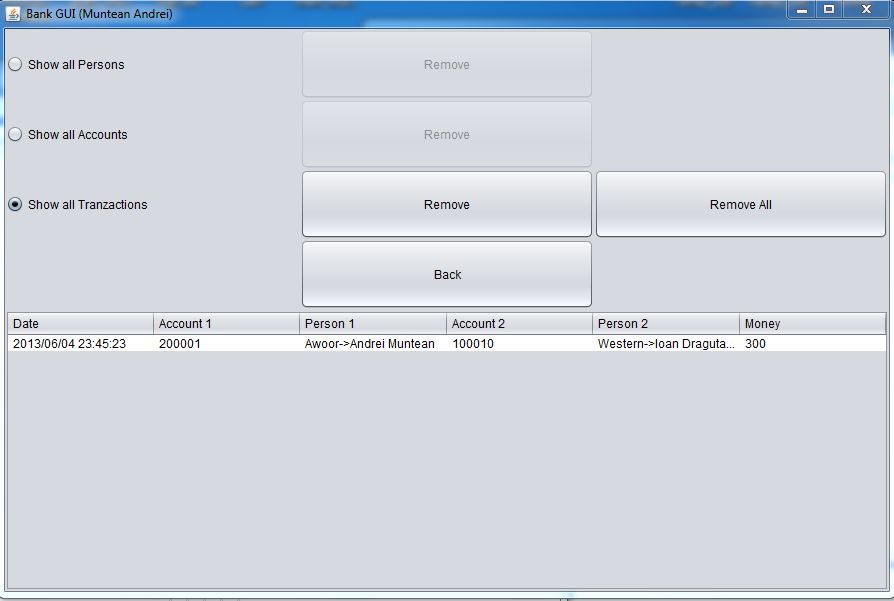 Bank GUI (Muntean Andrei)
Show all Persons
Remove
Show all Accounts
Remove
Show all Tranzactions
Remove
Remove All
Back
Date Account 1 Person 1 Account 2 Person 2 Money
2013/06/04 23:45:23 200001 Awoor->Andrei Muntean 100010 Western->Ioan Draguta... 300